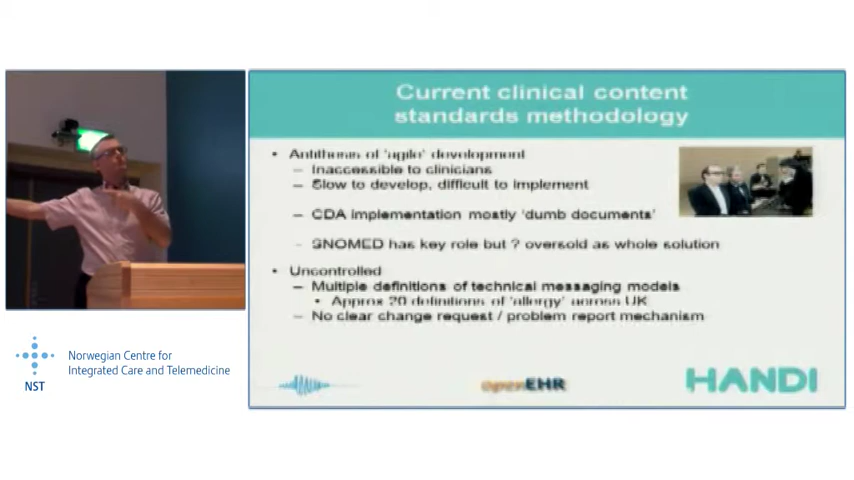 Current clinical content
standards methodology
• Antithesis of 'agile' development
– Inaccessible to clinicians
– Slow to develop, difficult to implement
– CDA implementation mostly 'dumb documents'
– SNOMED has key role but ? oversold as whole solution
• Uncontrolled
– Multiple definitions of technical messaging models
• Approx 20 definitions of 'allergy' across UK
– No clear change request / problem report mechanism
Norwegian Centre for
Integrated Care and Telemedicine
NST
openEHR
HANDI